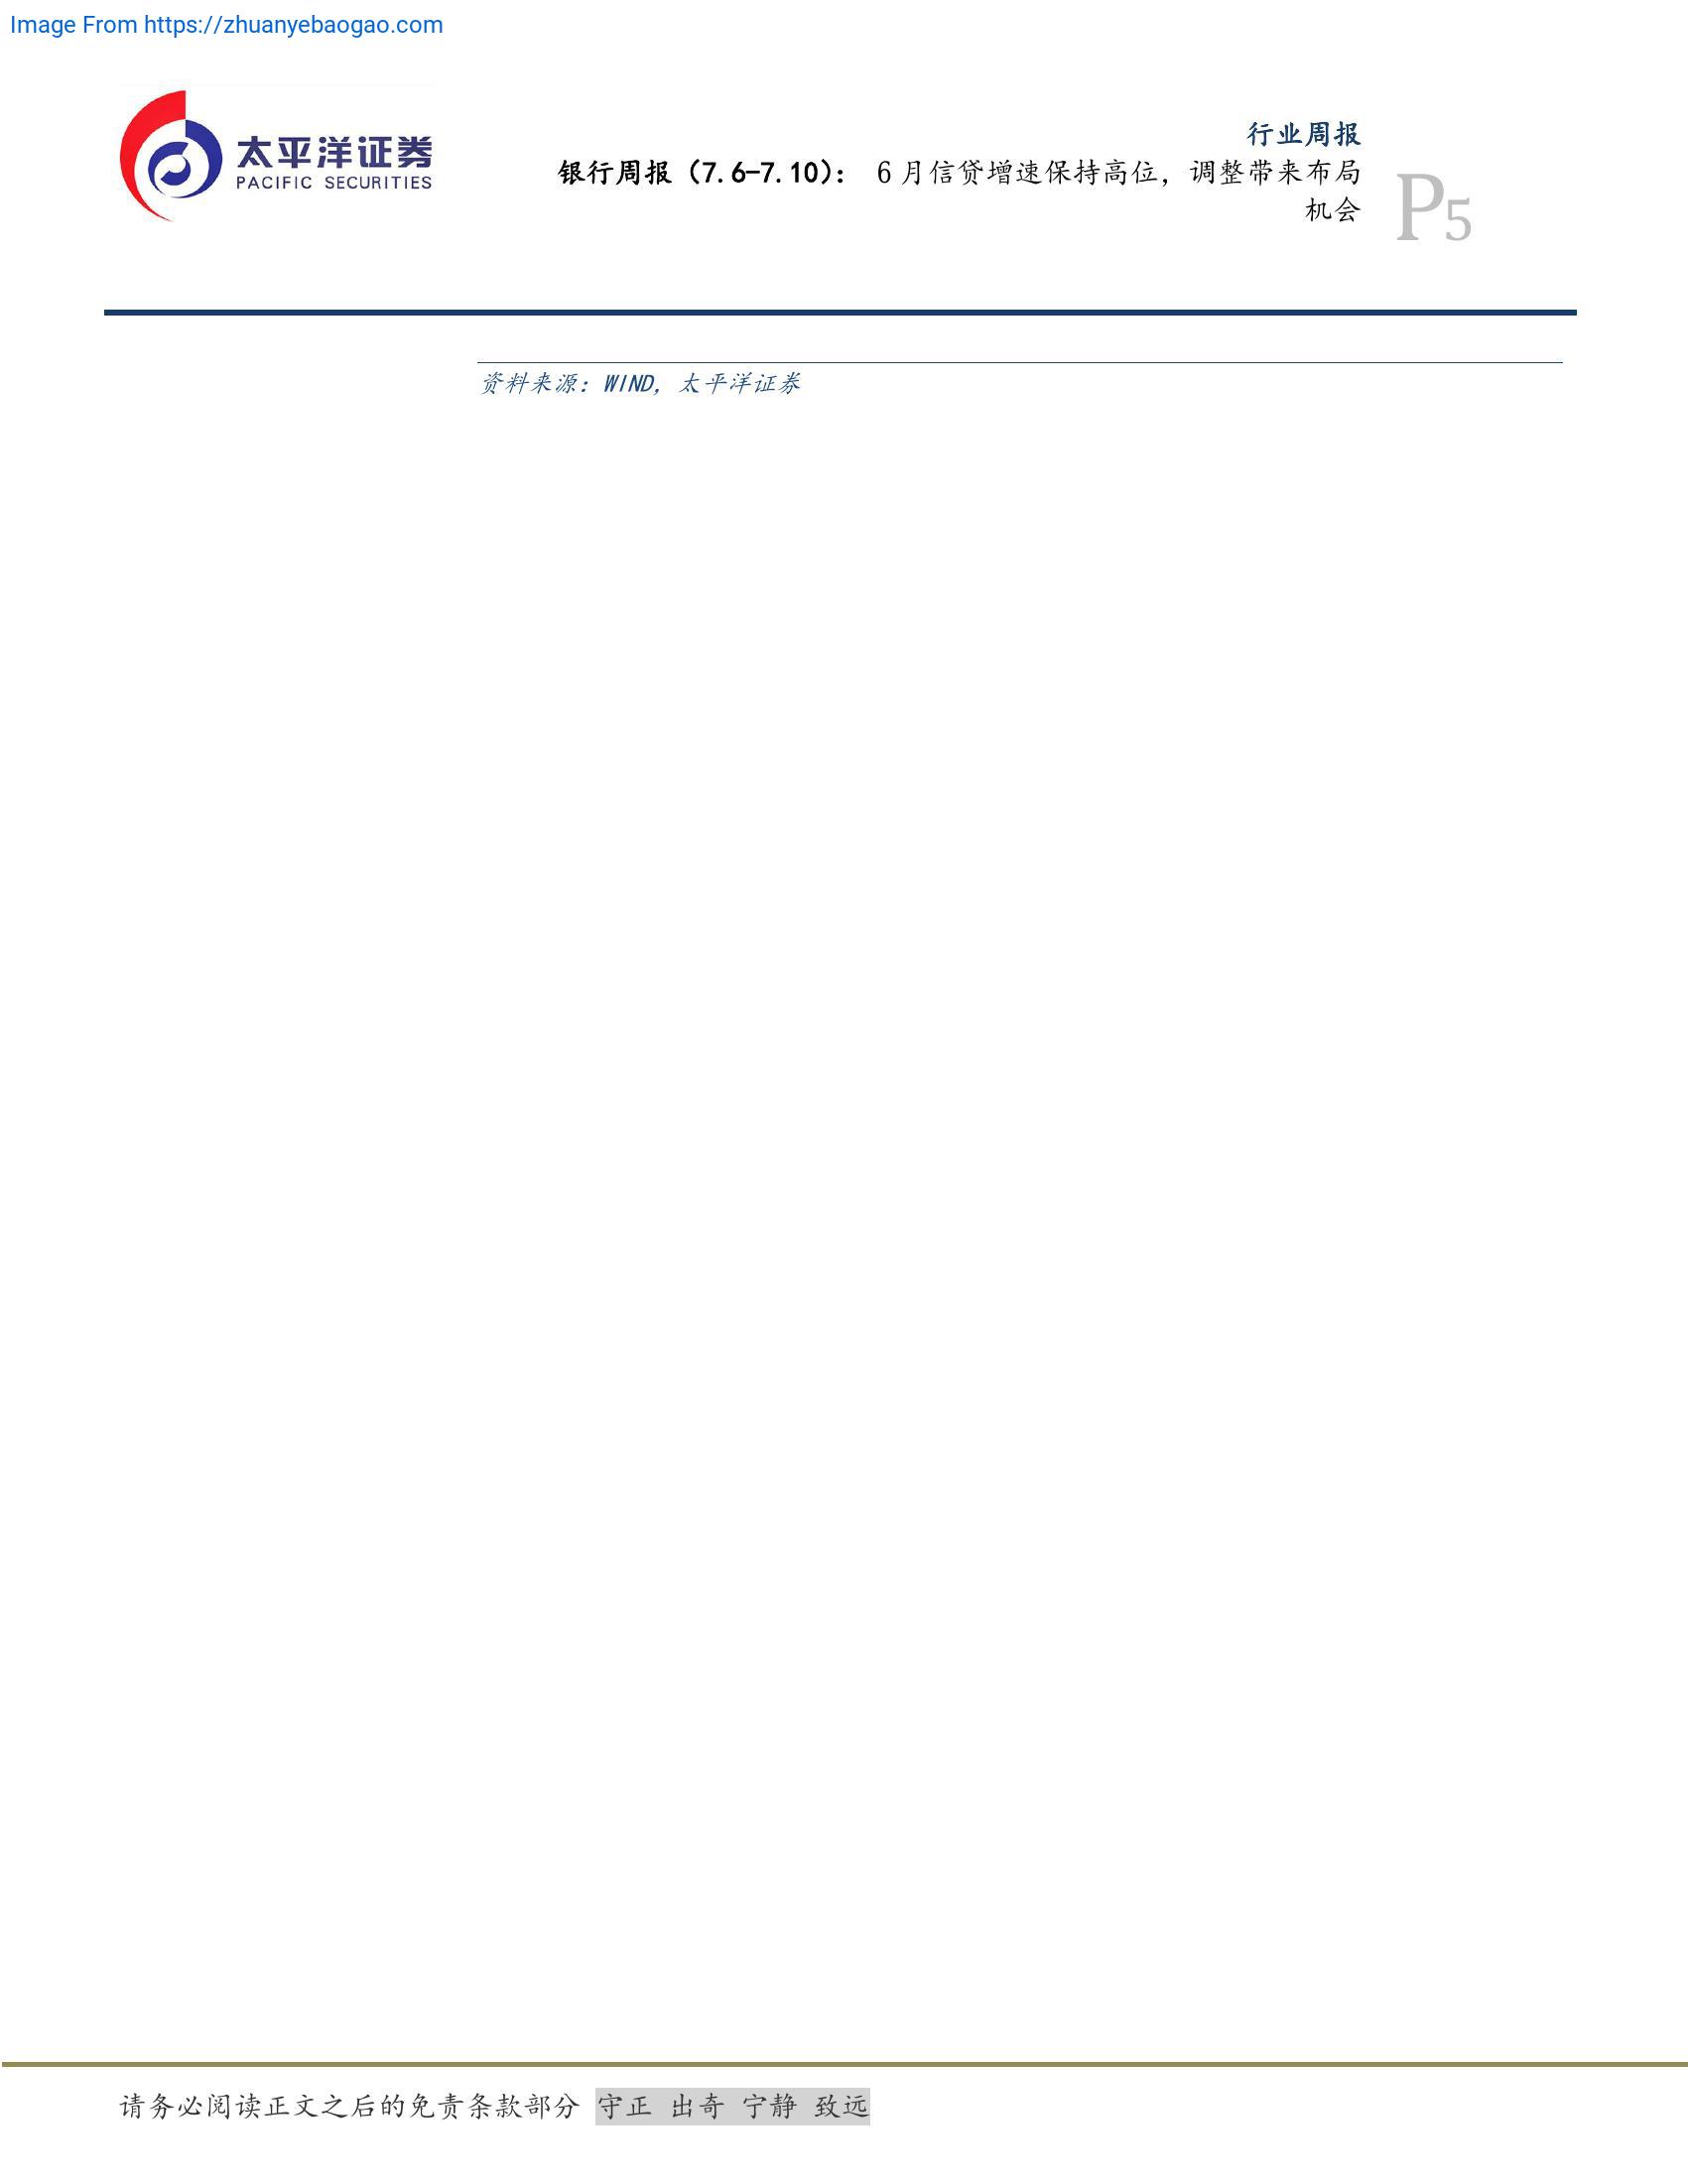 Image From https://zhuanyebaogao.com
太平洋证券
PACIFIC SECURITIES
行业周报
银行周报（7.6-7.10）： 6 月信贷增速保持高位，调整带来布局
机会
P5
资料来源：WIND，太平洋证券
请务必阅读正文之后的免责条款部分 守正 出奇 宁静 致远